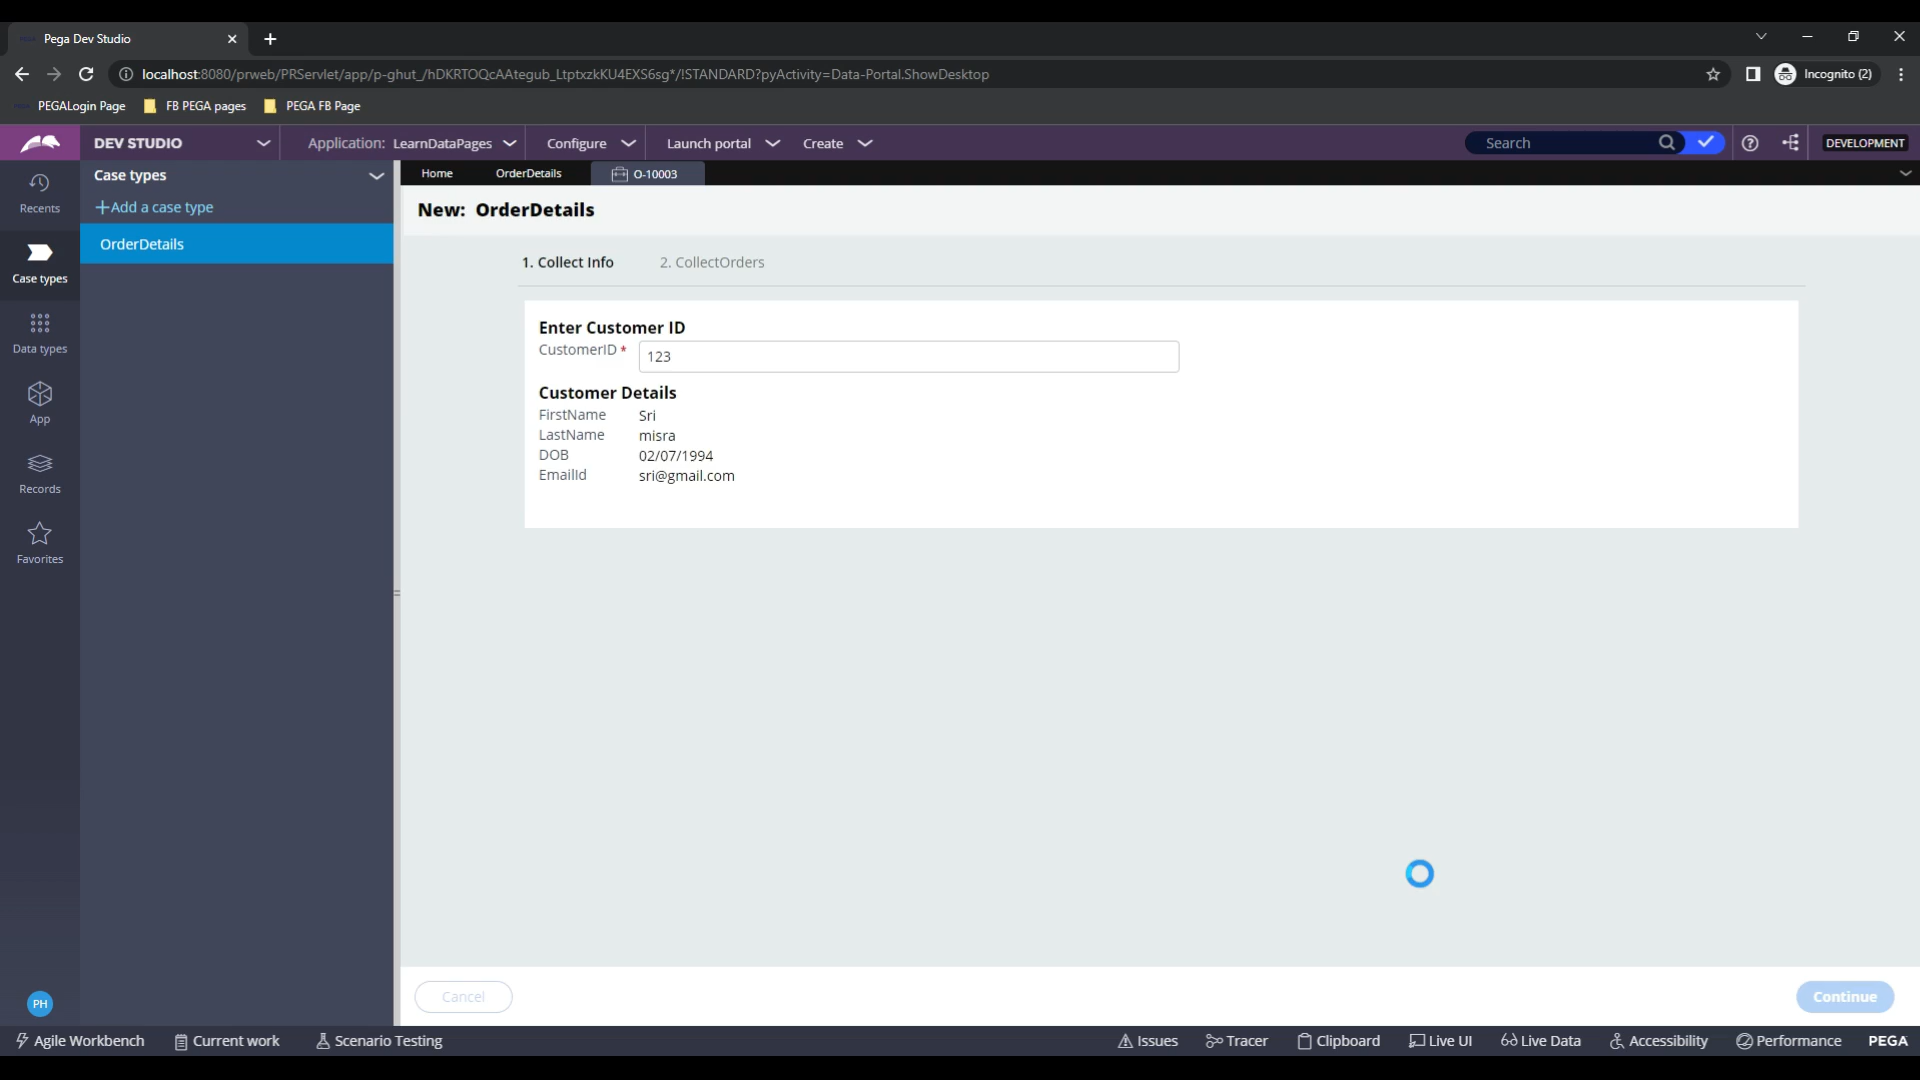 Pega Dev Studio
localhost:8080/prweb/PRServlet/app/p-ghut_/hDKRTOQcAAtegub_LtptxzkKU4EXS6sg*/!STANDARD?pyActivity=Data-Portal.ShowDesktop
Incognito (2)
PEGALogin Page
FB PEGA pages
PEGA FB Page
DEV STUDIO
Application: LearnDataPages
Configure
Launch portal
Create
Search
DEVELOPMENT
Recents
Case types
Data types
App
Records
Favorites
PH
Case types
+Add a case type
OrderDetails
Home
OrderDetails
O-10003
New: OrderDetails
1. Collect Info
2. CollectOrders
Enter Customer ID
CustomerID * 123
Customer Details
FirstName Sri
LastName misra
DOB 02/07/1994
EmailId sri@gmail.com
Cancel
Continue
Agile Workbench
Current work
Scenario Testing
Issues
Tracer
Clipboard
Live UI
Live Data
Accessibility
Performance
PEGA